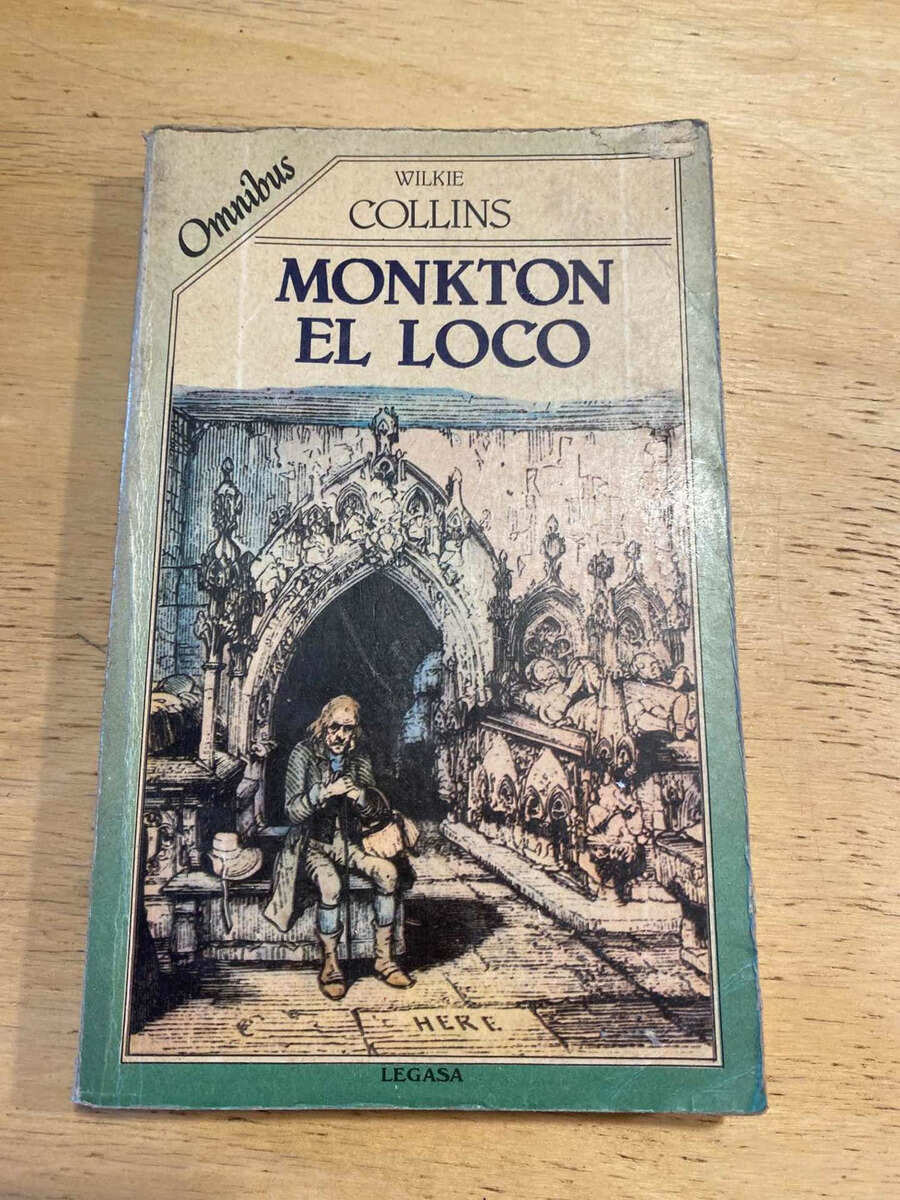 Omnibus
WILKIE
COLLINS
MONKTON
EL LOCO
HERE
LEGASA